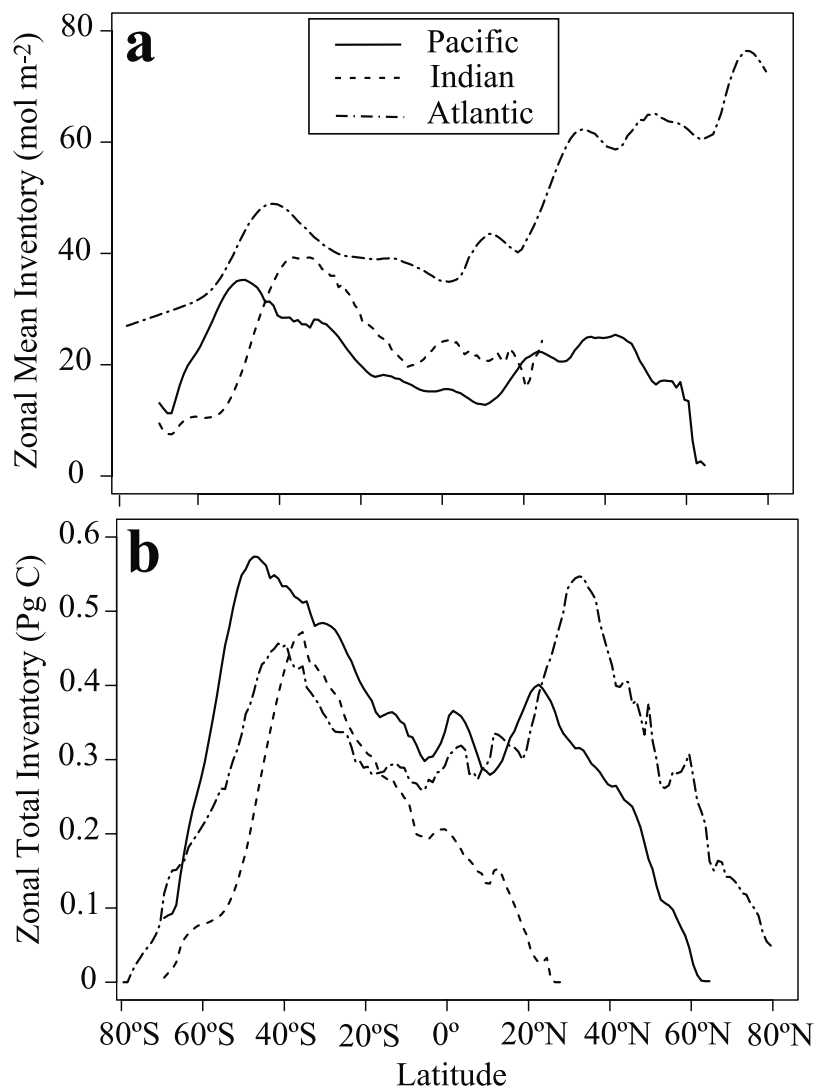 a
Pacific
Indian
Atlantic
Zonal Mean Inventory (mol m-2)
80
60
40
20
0
b
Zonal Total Inventory (Pg C)
0.6
0.5
0.4
0.3
0.2
0.1
0
80ºS 60ºS 40ºS 20ºS 0º 20ºN 40ºN 60ºN 80ºN
Latitude